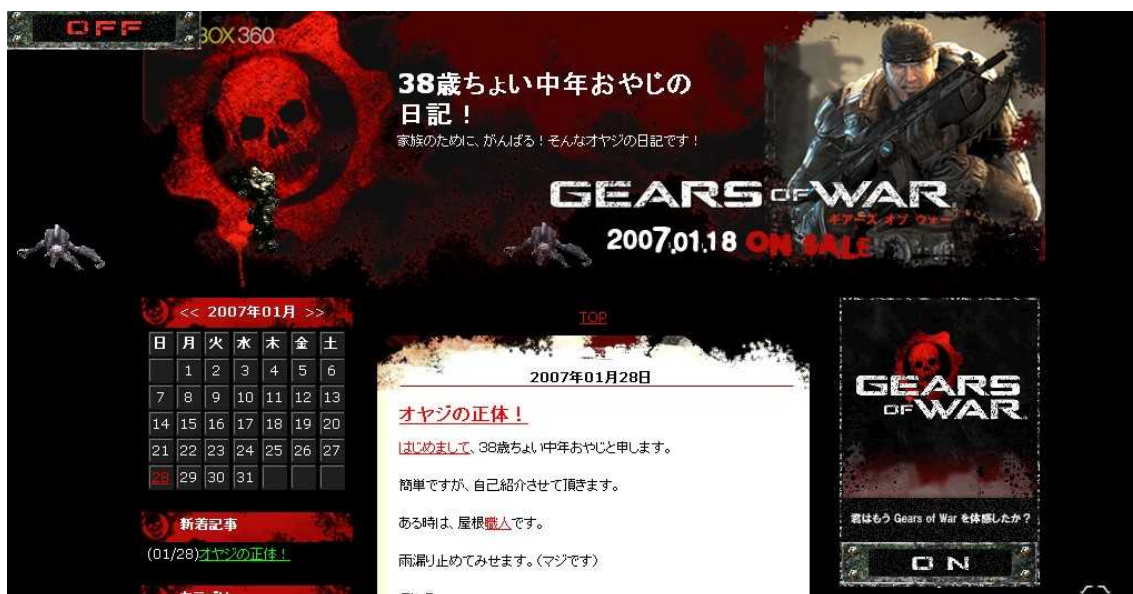 OFF
BOX 360
38歳ちょい中年おやじの
日記！
家族のために、がんばる！そんなオヤジの日記です！
GEARS OF WAR
ギアーズ オブ ウォー
2007.01.18 ON SALE
<< 2007年01月 >>
日 月 火 水 木 金 土
1 2 3 4 5 6
7 8 9 10 11 12 13
14 15 16 17 18 19 20
21 22 23 24 25 26 27
28 29 30 31
新着記事
(01/28)オヤジの正体！
TOP
2007年01月28日
オヤジの正体！
はじめまして、38歳ちょい中年おやじと申します。
簡単ですが、自己紹介させて頂きます。
ある時は、屋根職人です。
雨漏り止めてみせます。(マジです)
GEARS
OF WAR
君はもう Gears of War を体感したか？
ON